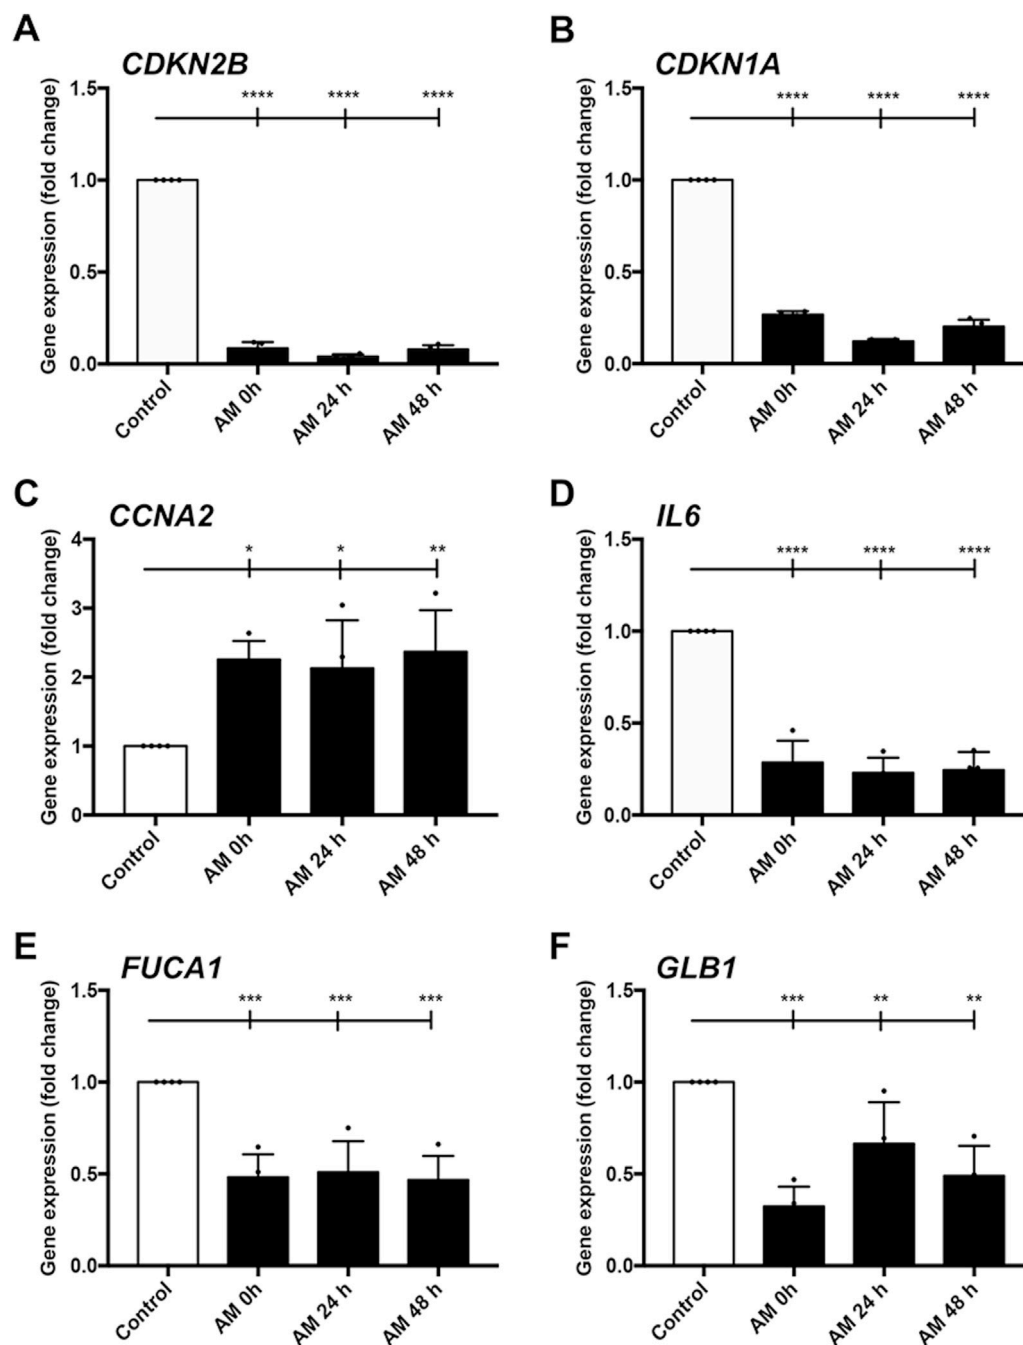 A
CDKN2B
Gene expression (fold change)
1.5
1.0
0.5
0.0
**** **** ****
Control AM 0h AM 24 h AM 48 h
B
CDKN1A
Gene expression (fold change)
1.5
1.0
0.5
0.0
**** **** ****
Control AM 0h AM 24 h AM 48 h
C
CCNA2
Gene expression (fold change)
4
3
2
1
0
* * **
Control AM 0h AM 24 h AM 48 h
D
IL6
Gene expression (fold change)
1.5
1.0
0.5
0.0
**** **** ****
Control AM 0h AM 24 h AM 48 h
E
FUCA1
Gene expression (fold change)
1.5
1.0
0.5
0.0
*** *** ***
Control AM 0h AM 24 h AM 48 h
F
GLB1
Gene expression (fold change)
1.5
1.0
0.5
0.0
*** ** **
Control AM 0h AM 24 h AM 48 h